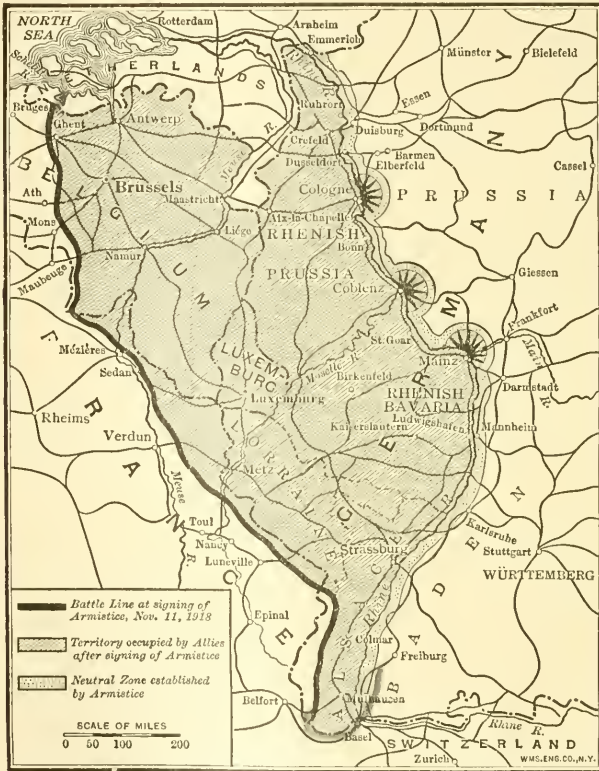 NORTH
SEA
Rotterdam
Arnheim
Emmerich
Münster
Bielefeld
NETHERLANDS
Bruges
Ghent
Antwerp
Ruhrort
Essen
Duisburg
Dortmund
Crefeld
Dusseldorf
Barmen
Elberfeld
Cassel
Meuse R.
Rhine R.
BELGIUM
Ath
Brussels
Maastricht
Cologne
PRUSSIA
Mons
Liége
Aix-la-Chapelle
RHENISH
PRUSSIA
Bonn
Namur
Maubeuge
Coblenz
Giessen
GERMANY
FRANCE
Mézières
Sedan
LUXEM-
BURG
St.Goar
Moselle R.
Frankfort
Mainz
Main
R.
Birkenfeld
Luxemburg
RHENISH
BAVARIA
Darmstadt
Rheims
Kaiserslautern
Ludwigshafen
Mannheim
Verdun
Metz
LORRAINE
Meuse
R.
Toul
Nancy
Luneville
Karlsruhe
Stuttgart
WÜRTTEMBERG
Strassburg
ALSACE
Rhine
BADEN
Epinal
Colmar
Freiburg
Belfort
Mulhausen
Basel
Rhine R.
SWITZERLAND
Zurich
Battle Line at signing of
Armistice, Nov. 11, 1918
Territory occupied by Allies
after signing of Armistice
Neutral Zone established
by Armistice
SCALE OF MILES
0 50 100 200
WMS.ENG.CO.,N.Y.